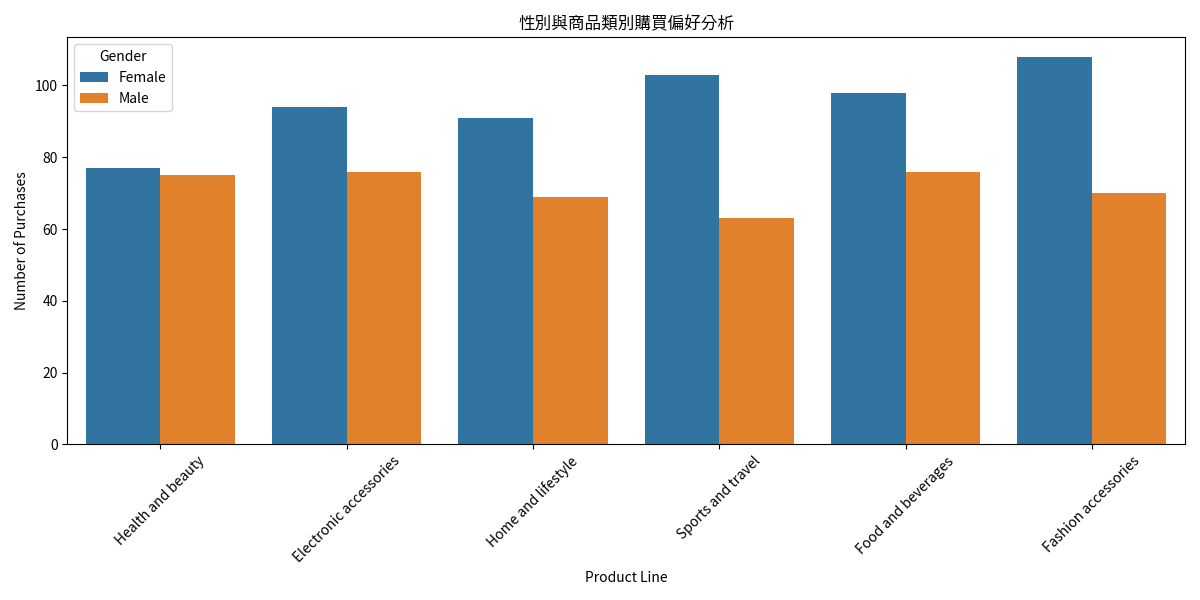 性別與商品類別購買偏好分析
Gender
Female
Male
Number of Purchases
100
80
60
40
20
0
Health and beauty
Electronic accessories
Home and lifestyle
Sports and travel
Food and beverages
Fashion accessories
Product Line